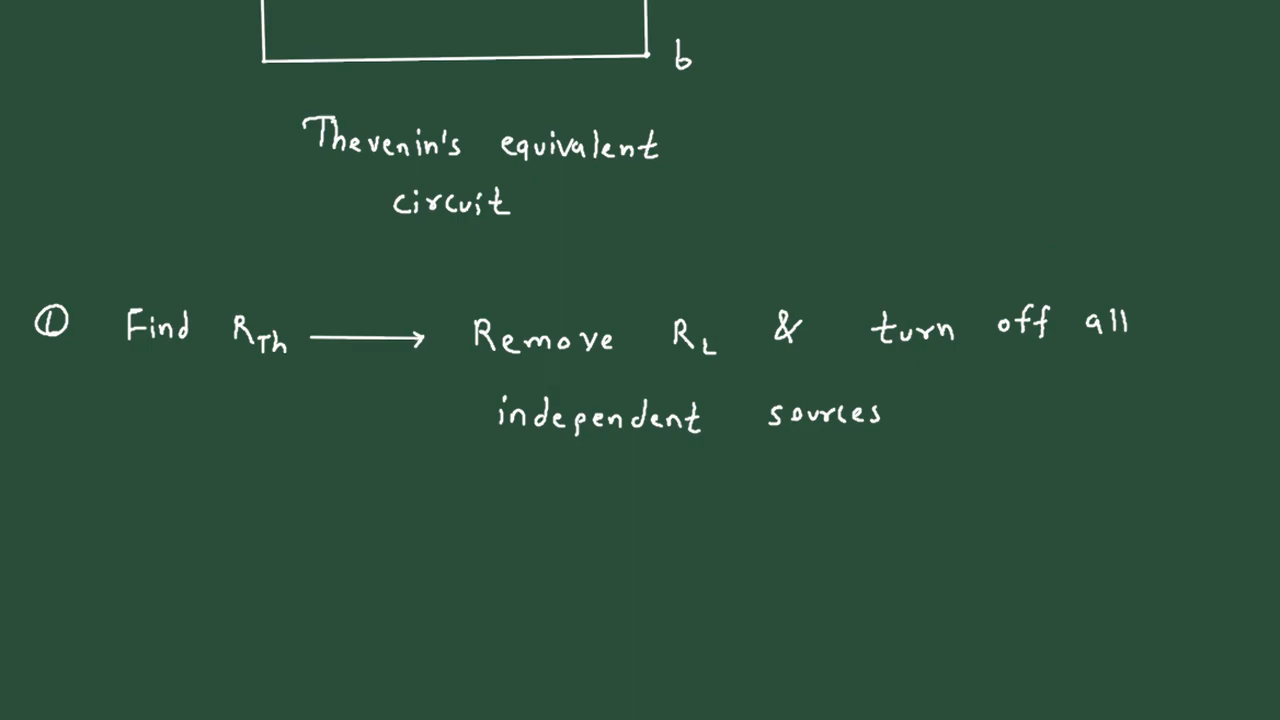 b
Thevenin's equivalent
circuit
① Find R_Th ⟶ Remove R_L & turn off all
independent sources